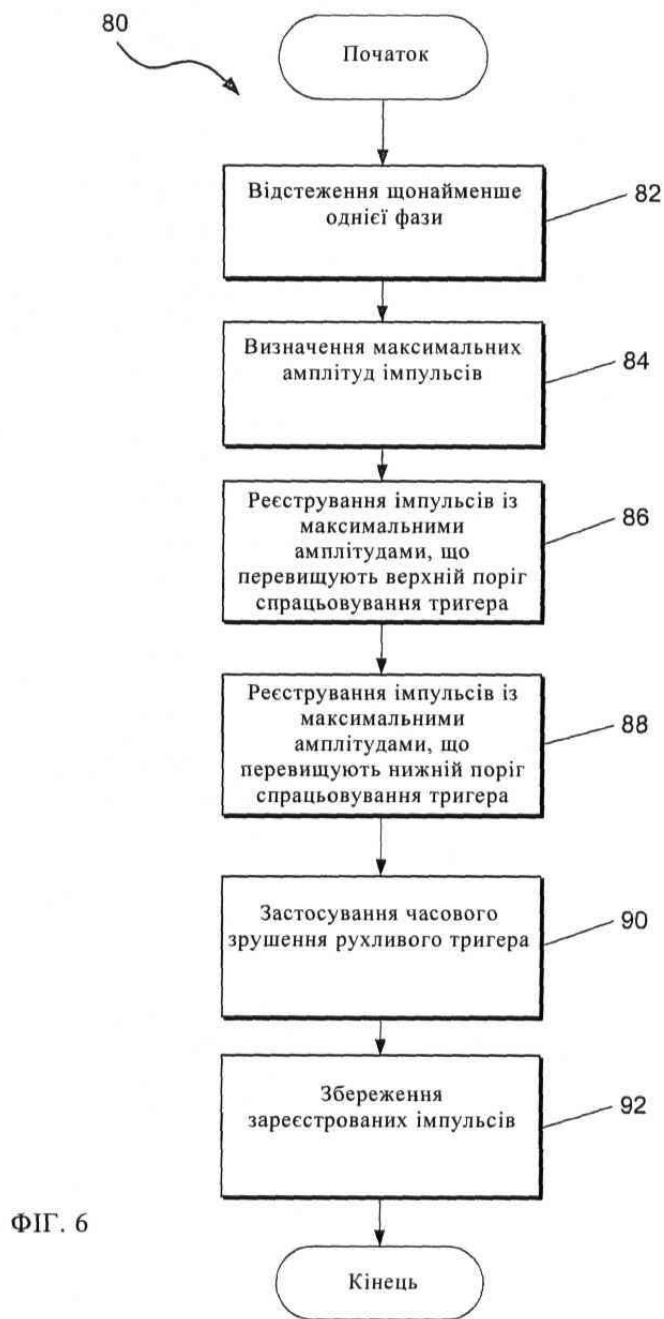 80
Початок
Відстеження щонайменше
однієї фази
82
Визначення максимальних
амплітуд імпульсів
84
Реєстрування імпульсів із
максимальними
амплітудами, що
перевищують верхній поріг
спрацьовування тригера
86
Реєстрування імпульсів із
максимальними
амплітудами, що
перевищують нижній поріг
спрацьовування тригера
88
Застосування часового
зрушення рухливого тригера
90
Збереження
зареєстрованих імпульсів
92
ФІГ. 6
Кінець